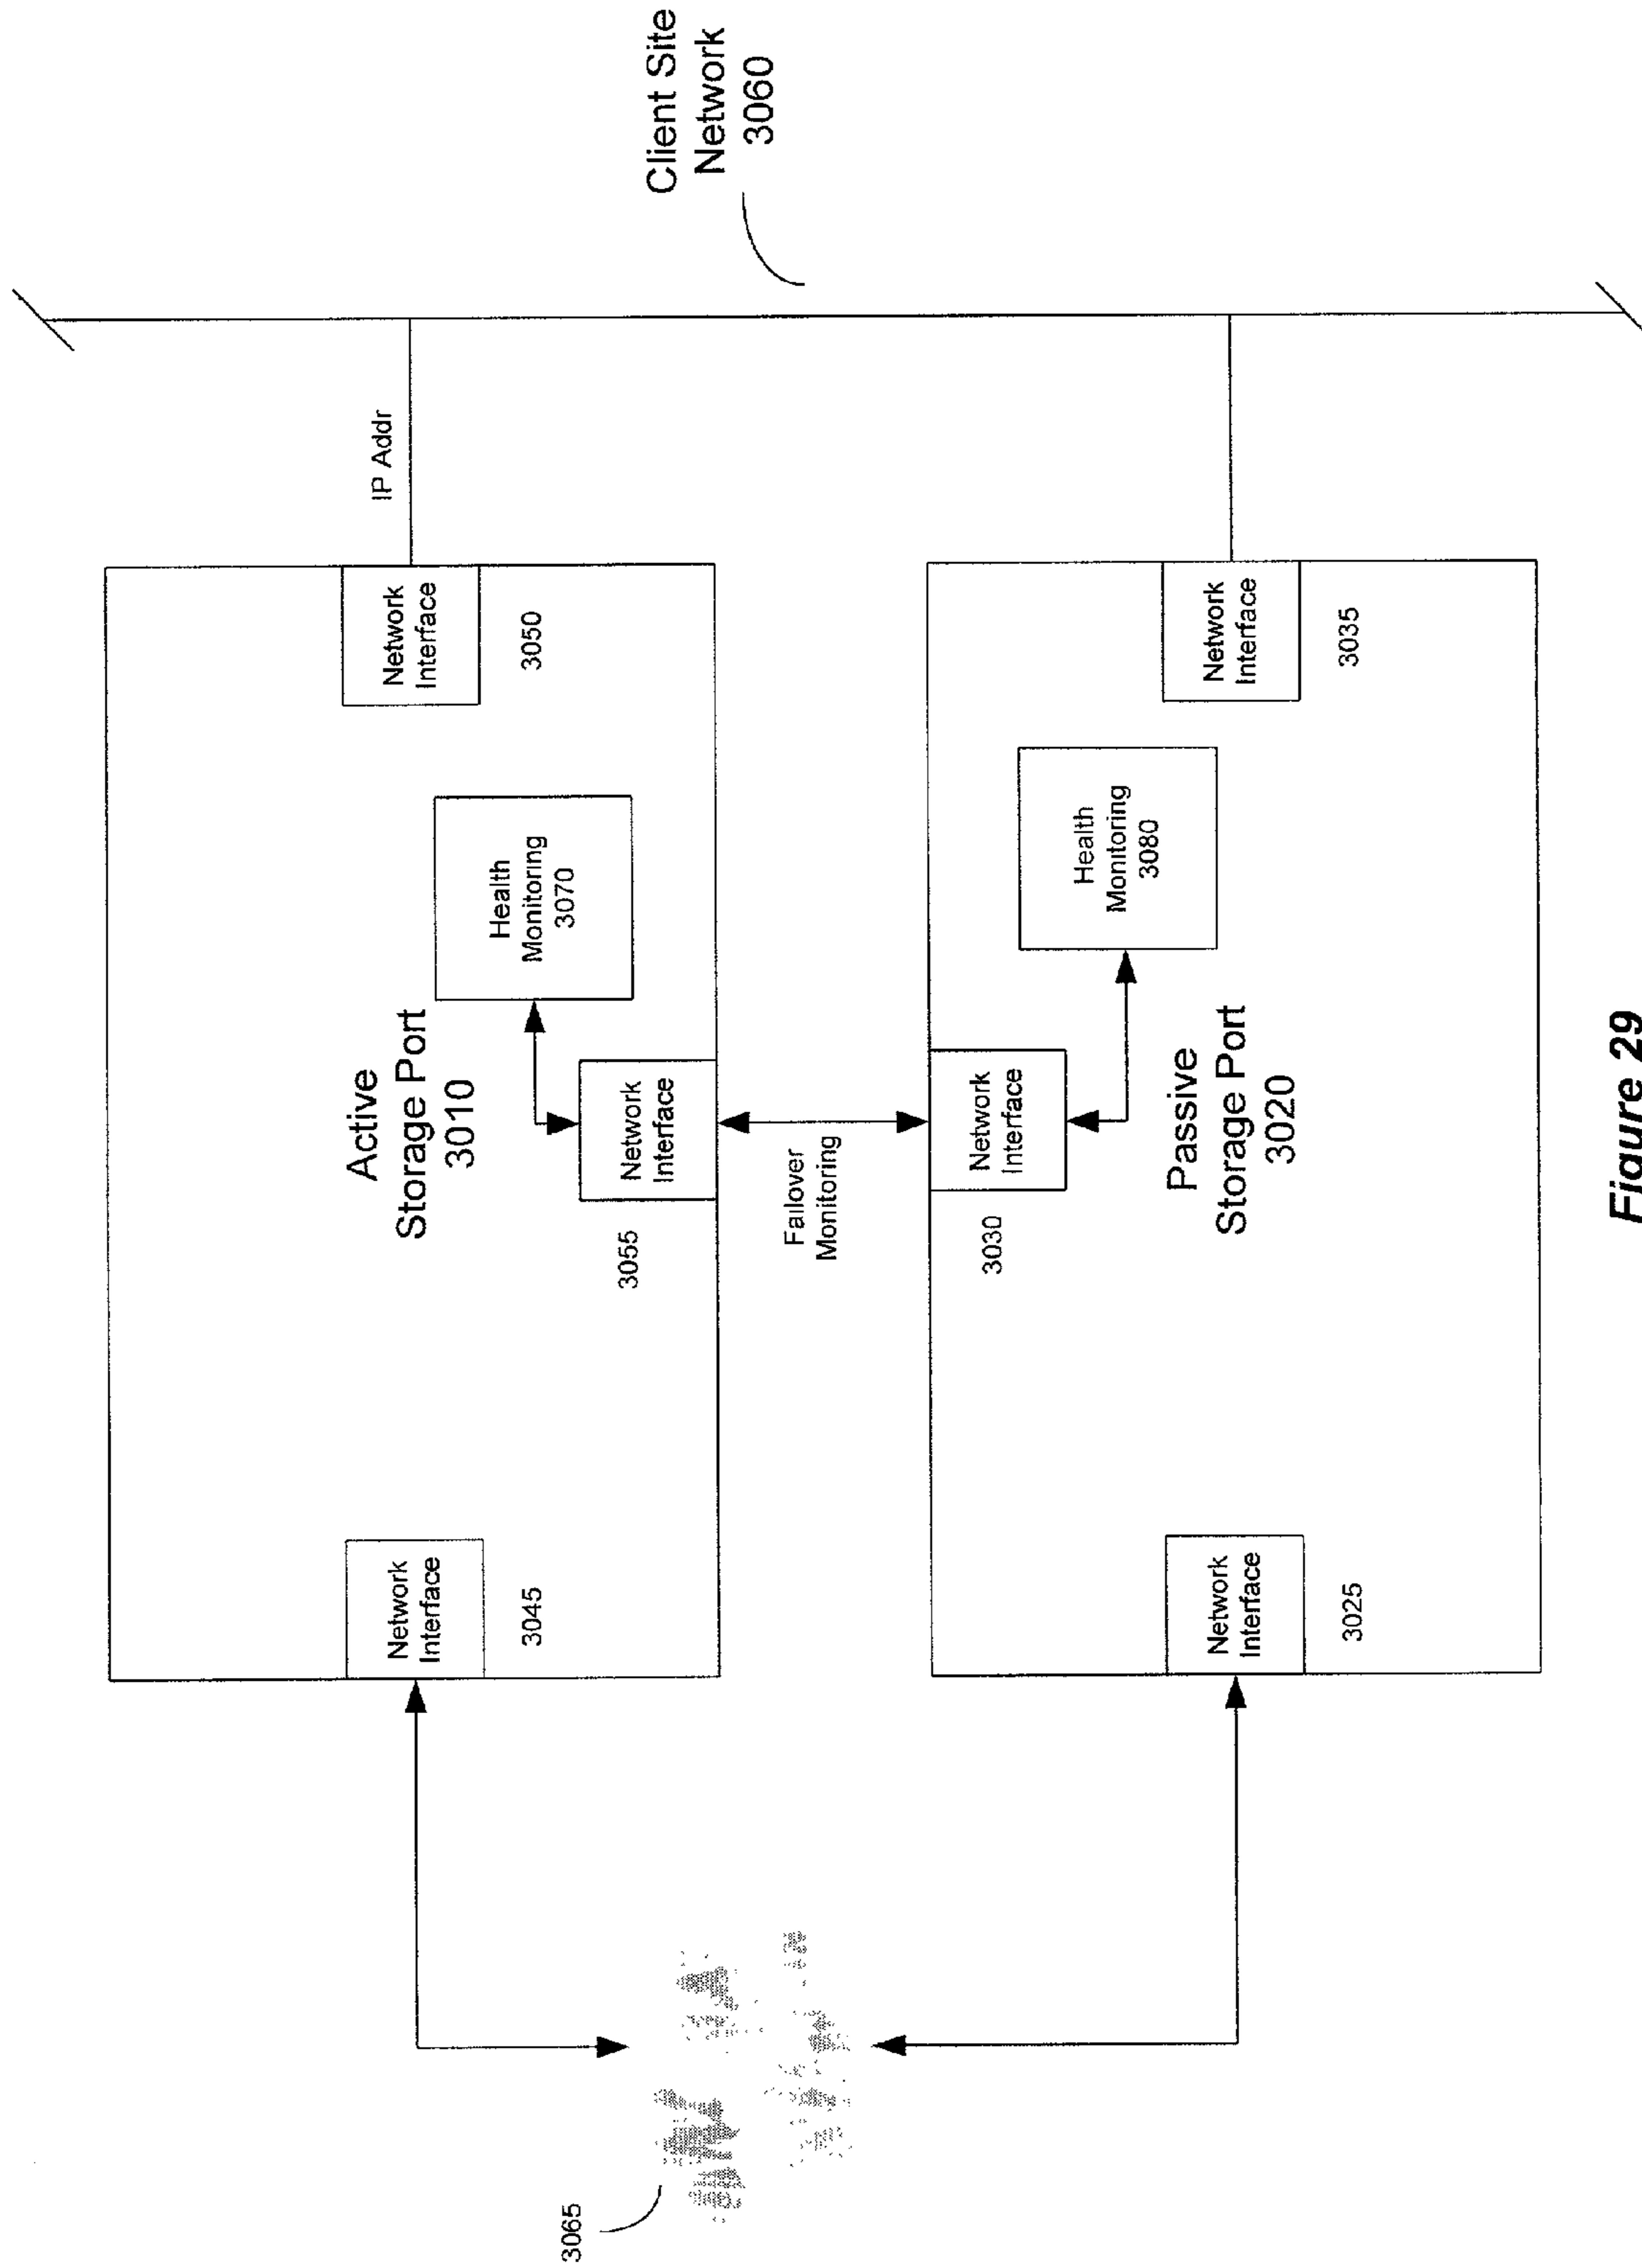 Client Site
Network
3060
IP Addr
Network
Interface
3050
Health
Monitoring
3070
Active
Storage Port
3010
Network
Interface
3055
Network
Interface
3045
Failover
Monitoring
Network
Interface
3035
Health
Monitoring
3080
Network
Interface
3030
Passive
Storage Port
3020
Network
Interface
3025
3065
Figure 29